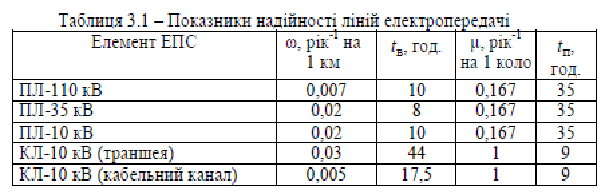 Таблиця 3.1 – Показники надійності ліній електропередачі
Елемент ЕПС ω, рік⁻¹ на 1 км tв, год. μ, рік⁻¹ на 1 коло tп, год.
ПЛ-110 кВ 0,007 10 0,167 35
ПЛ-35 кВ 0,02 8 0,167 35
ПЛ-10 кВ 0,02 10 0,167 35
КЛ-10 кВ (траншея) 0,03 44 1 9
КЛ-10 кВ (кабельний канал) 0,005 17,5 1 9